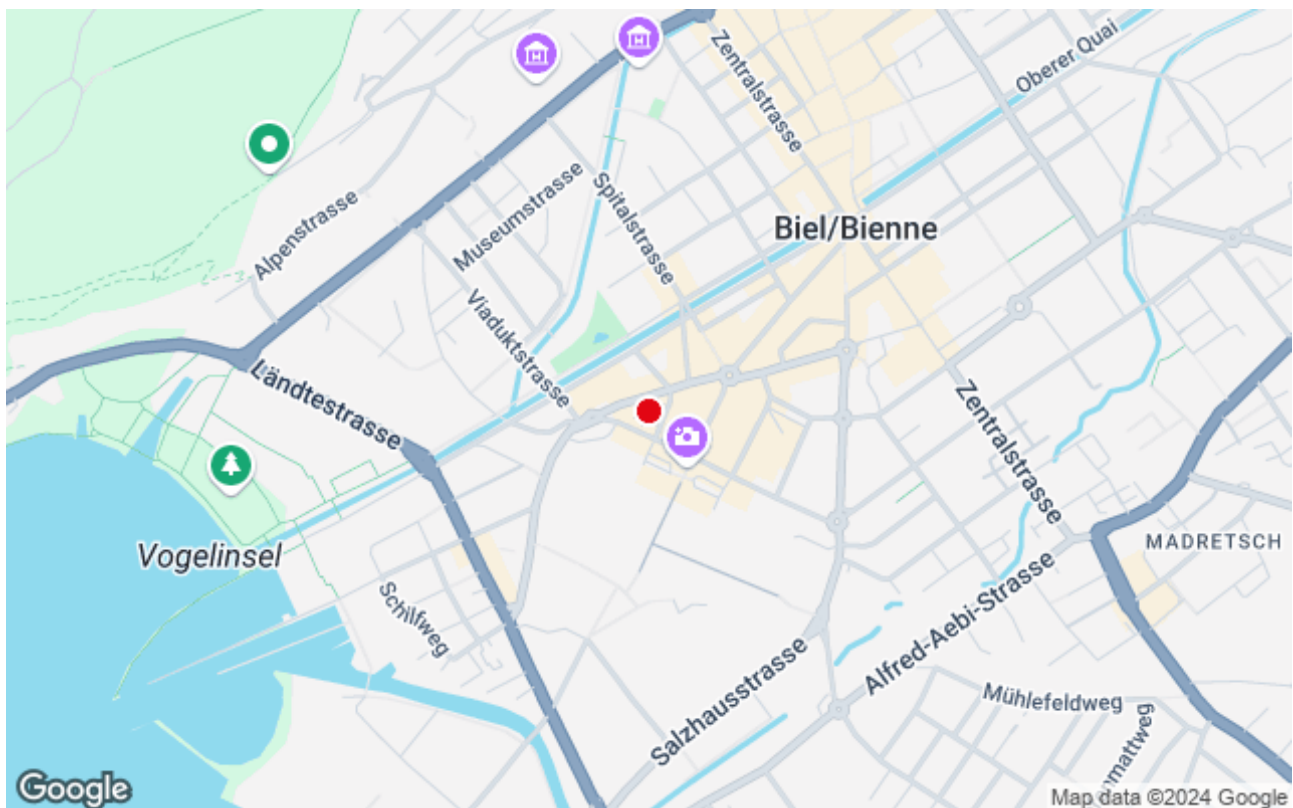 Zentralstrasse
Oberer Quai
Museumstrasse
Spitalstrasse
Alpenstrasse
Biel/Bienne
Viaduktstrasse
Ländtestrasse
Zentralstrasse
Vogelinsel
MADRETSCH
Schilfweg
Alfred-Aebi-Strasse
Salzhausstrasse
Mühlefeldweg
mattweg
Google
Map data ©2024 Google